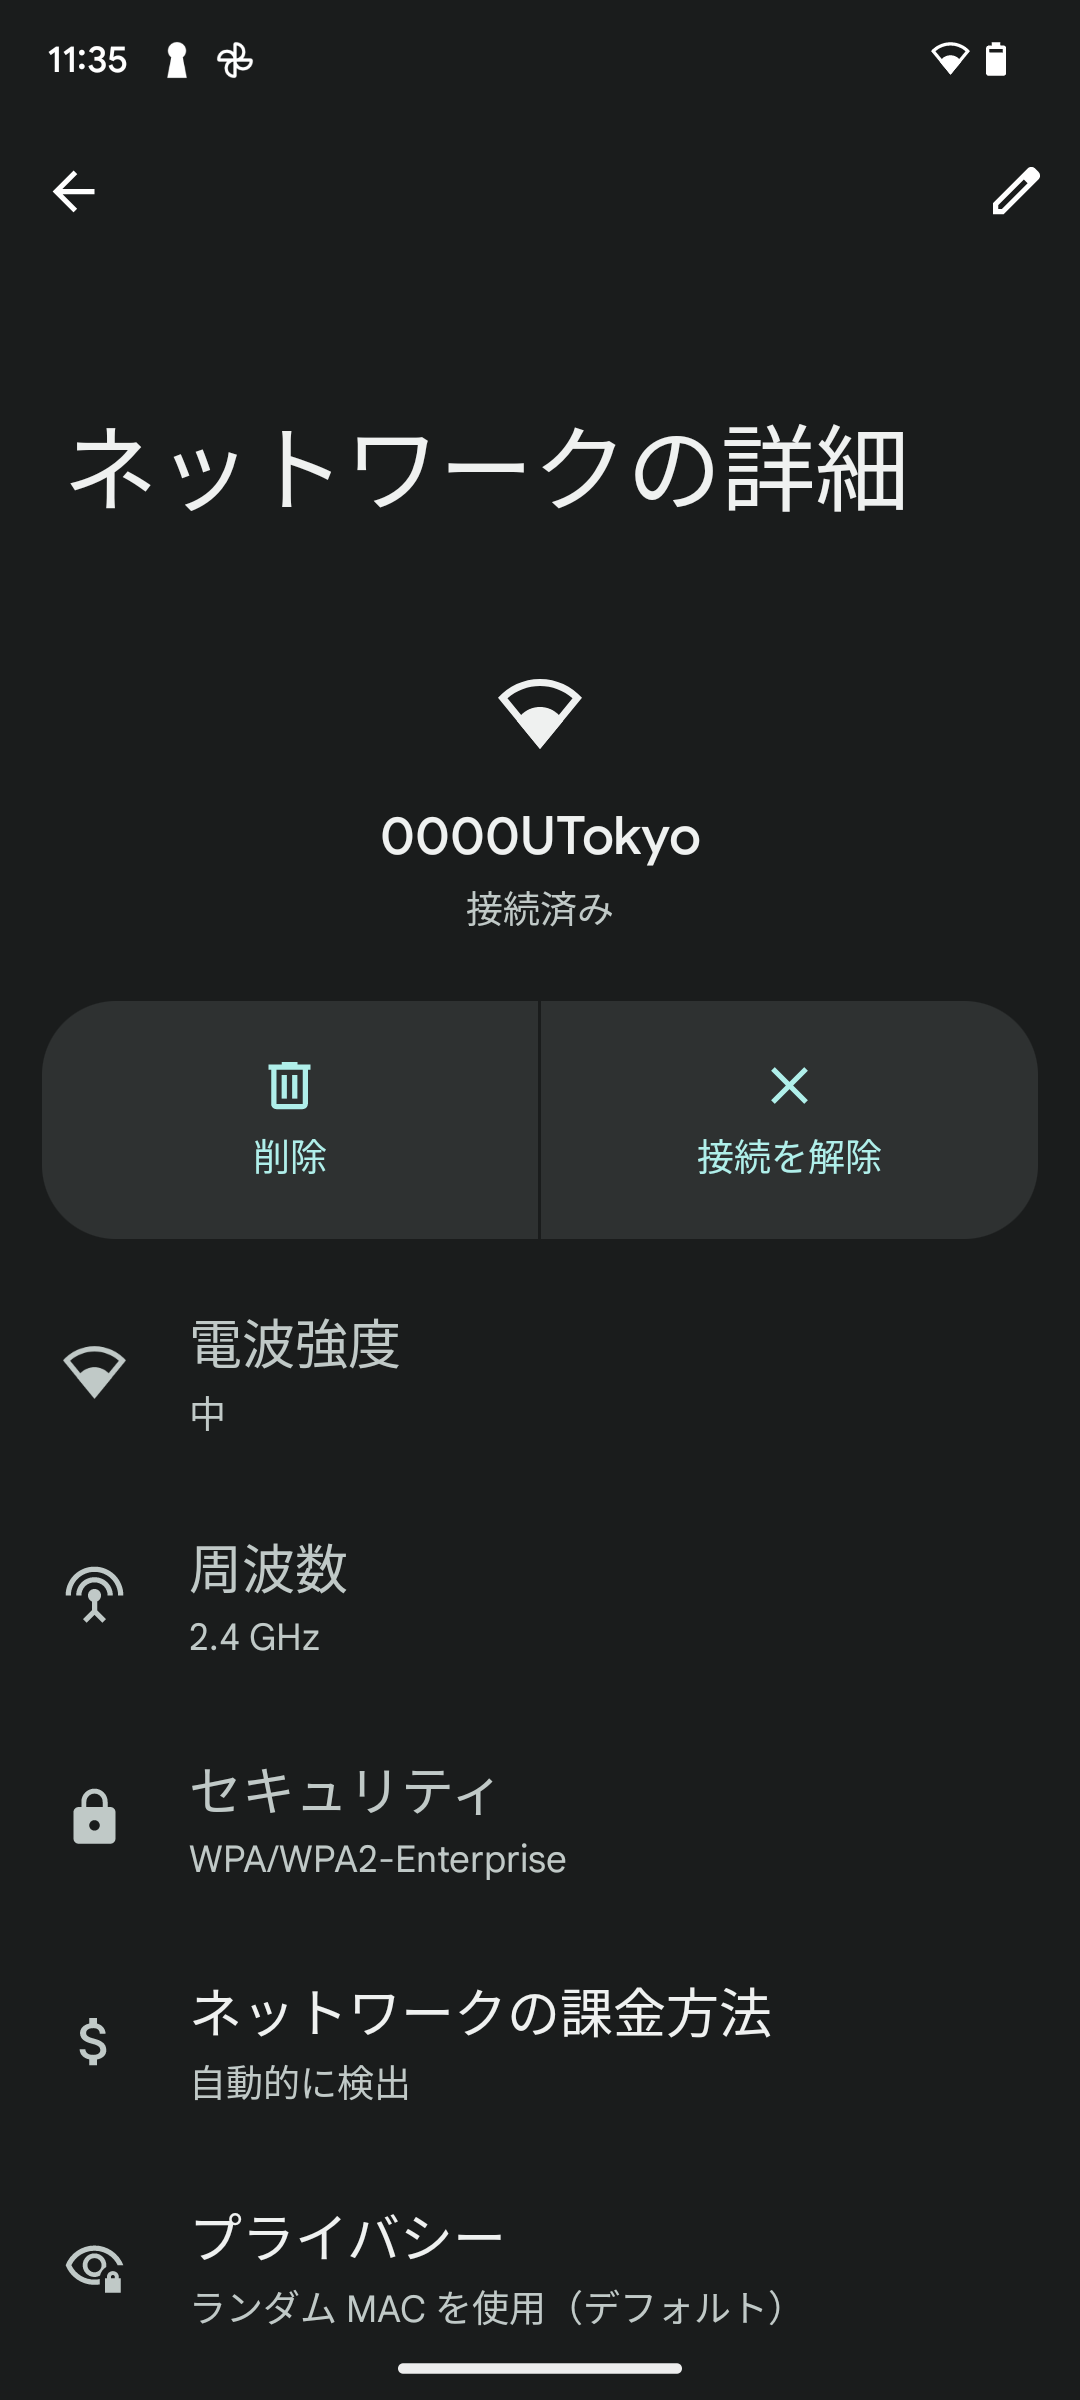 11:35
ネットワークの詳細
0000UTokyo
接続済み
削除
接続を解除
電波強度
中
周波数
2.4 GHz
セキュリティ
WPA/WPA2-Enterprise
ネットワークの課金方法
自動的に検出
プライバシー
ランダム MAC を使用（デフォルト）